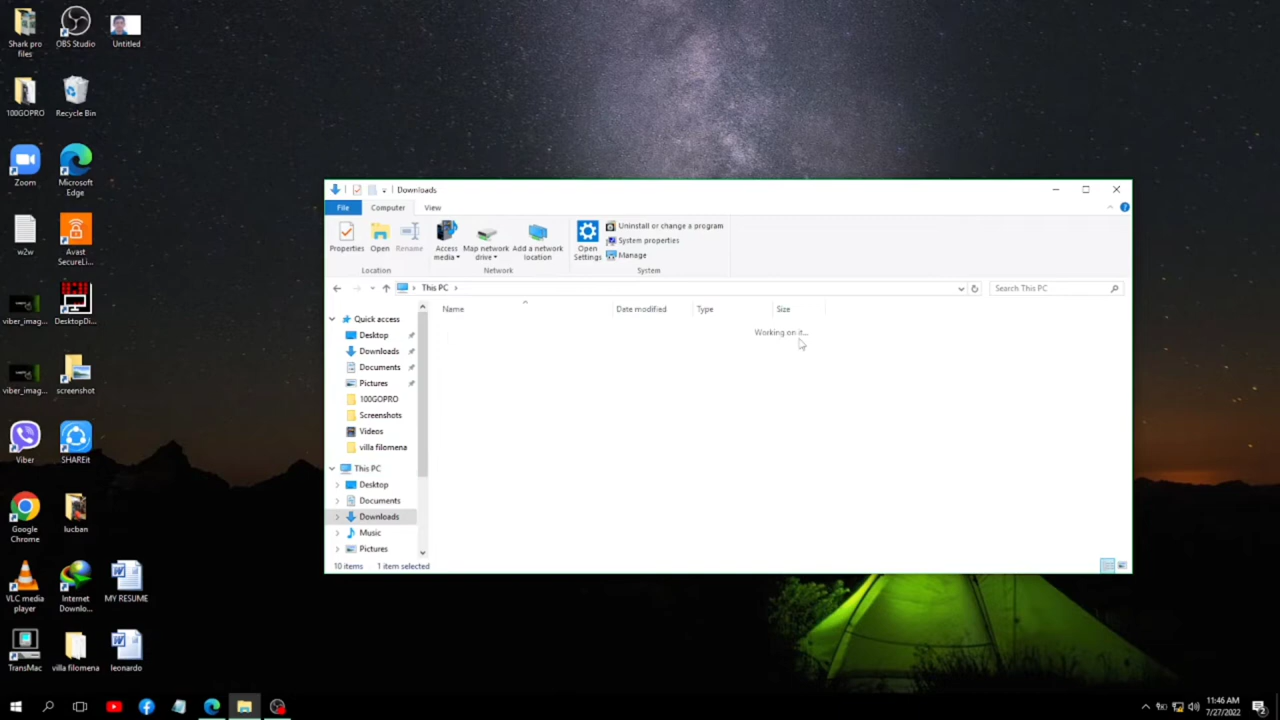 Shark pro
files
OBS Studio
Untitled
100GOPRO
Recycle Bin
Zoom
Microsoft
Edge
w2w
Avast
SecureLi...
viber_imag...
DesktopDi...
viber_imag...
screenshot
Viber
SHAREit
Google
Chrome
lucban
VLC media
player
Internet
Downlo...
MY RESUME
TransMac
villa filomena
leonardo
Downloads
File
Computer
View
Properties
Open
Rename
Access
media
Map network
drive
Add a network
location
Open
Settings
Uninstall or change a program
System properties
Manage
Location
Network
System
This PC
Search This PC
Name
Date modified
Type
Size
Working on it...
Quick access
Desktop
Downloads
Documents
Pictures
100GOPRO
Screenshots
Videos
villa filomena
This PC
Desktop
Documents
Downloads
Music
Pictures
10 items
1 item selected
11:46 AM
7/27/2022
2